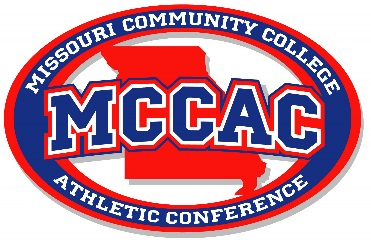 MISSOURI COMMUNITY COLLEGE
MCCAC
ATHLETIC CONFERENCE